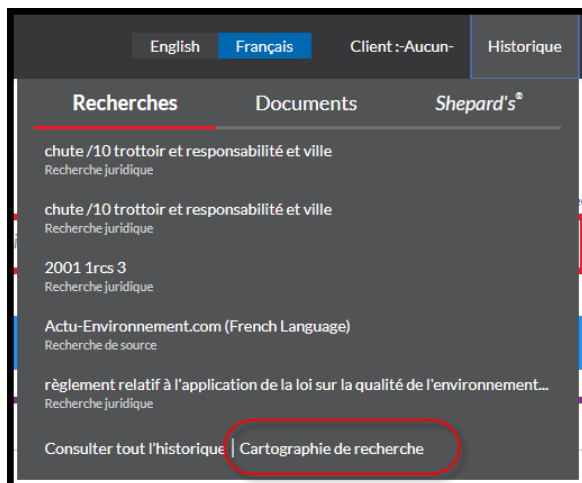 English Français Client :-Aucun- Historique
Recherches Documents Shepard's®
chute /10 trottoir et responsabilité et ville
Recherche juridique
chute /10 trottoir et responsabilité et ville
Recherche juridique
2001 1rcs 3
Recherche juridique
Actu-Environnement.com (French Language)
Recherche de source
règlement relatif à l'application de la loi sur la qualité de l'environnement...
Recherche juridique
Consulter tout l'historique | Cartographie de recherche